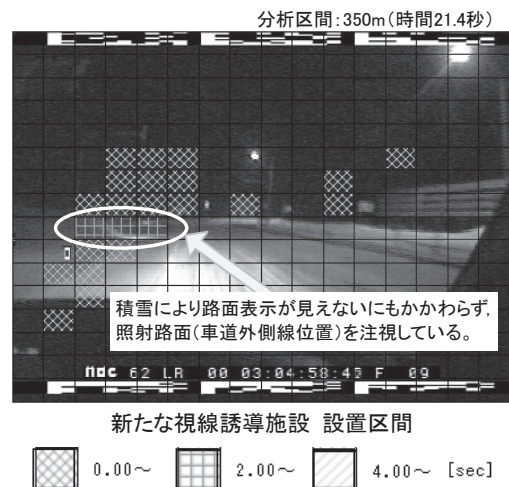 分析区間:350m(時間21.4秒)
積雪により路面表示が見えないにもかかわらず,
照射路面(車道外側線位置)を注視している。
nac 62 LR 00 03:04:58:45 F 09
新たな視線誘導施設 設置区間
0.00～ 2.00～ 4.00～ [sec]